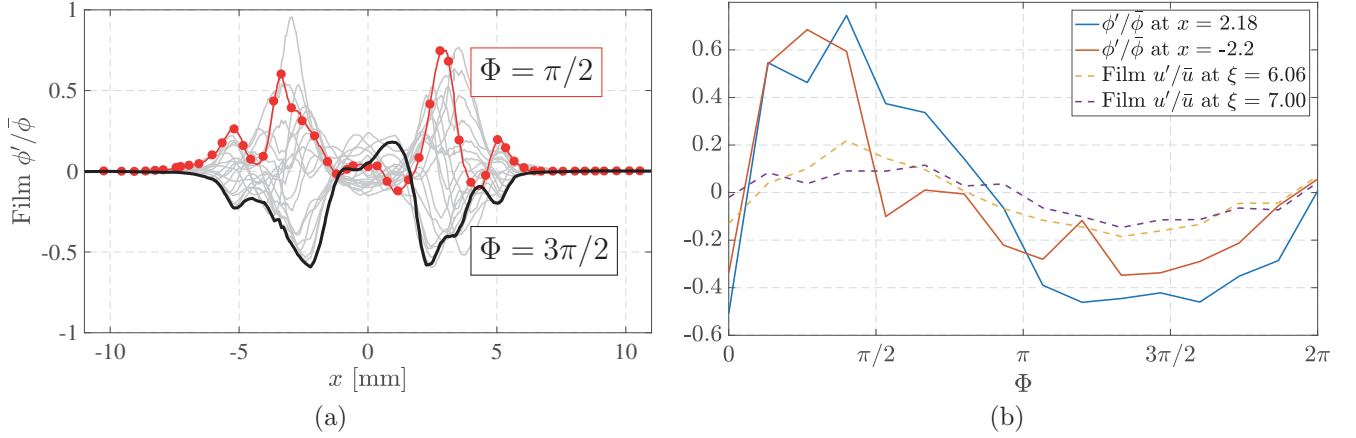 1
0.5
0
-0.5
-1
Film ϕ′/ϕ̄
Φ = π/2
Φ = 3π/2
-10 -5 0 5 10
x [mm]
(a)
0.6
0.4
0.2
0
-0.2
-0.4
-0.6
ϕ′/ϕ̄ at x = 2.18
ϕ′/ϕ̄ at x = -2.2
Film u′/ū at ξ = 6.06
Film u′/ū at ξ = 7.00
0 π/2 π 3π/2 2π
Φ
(b)